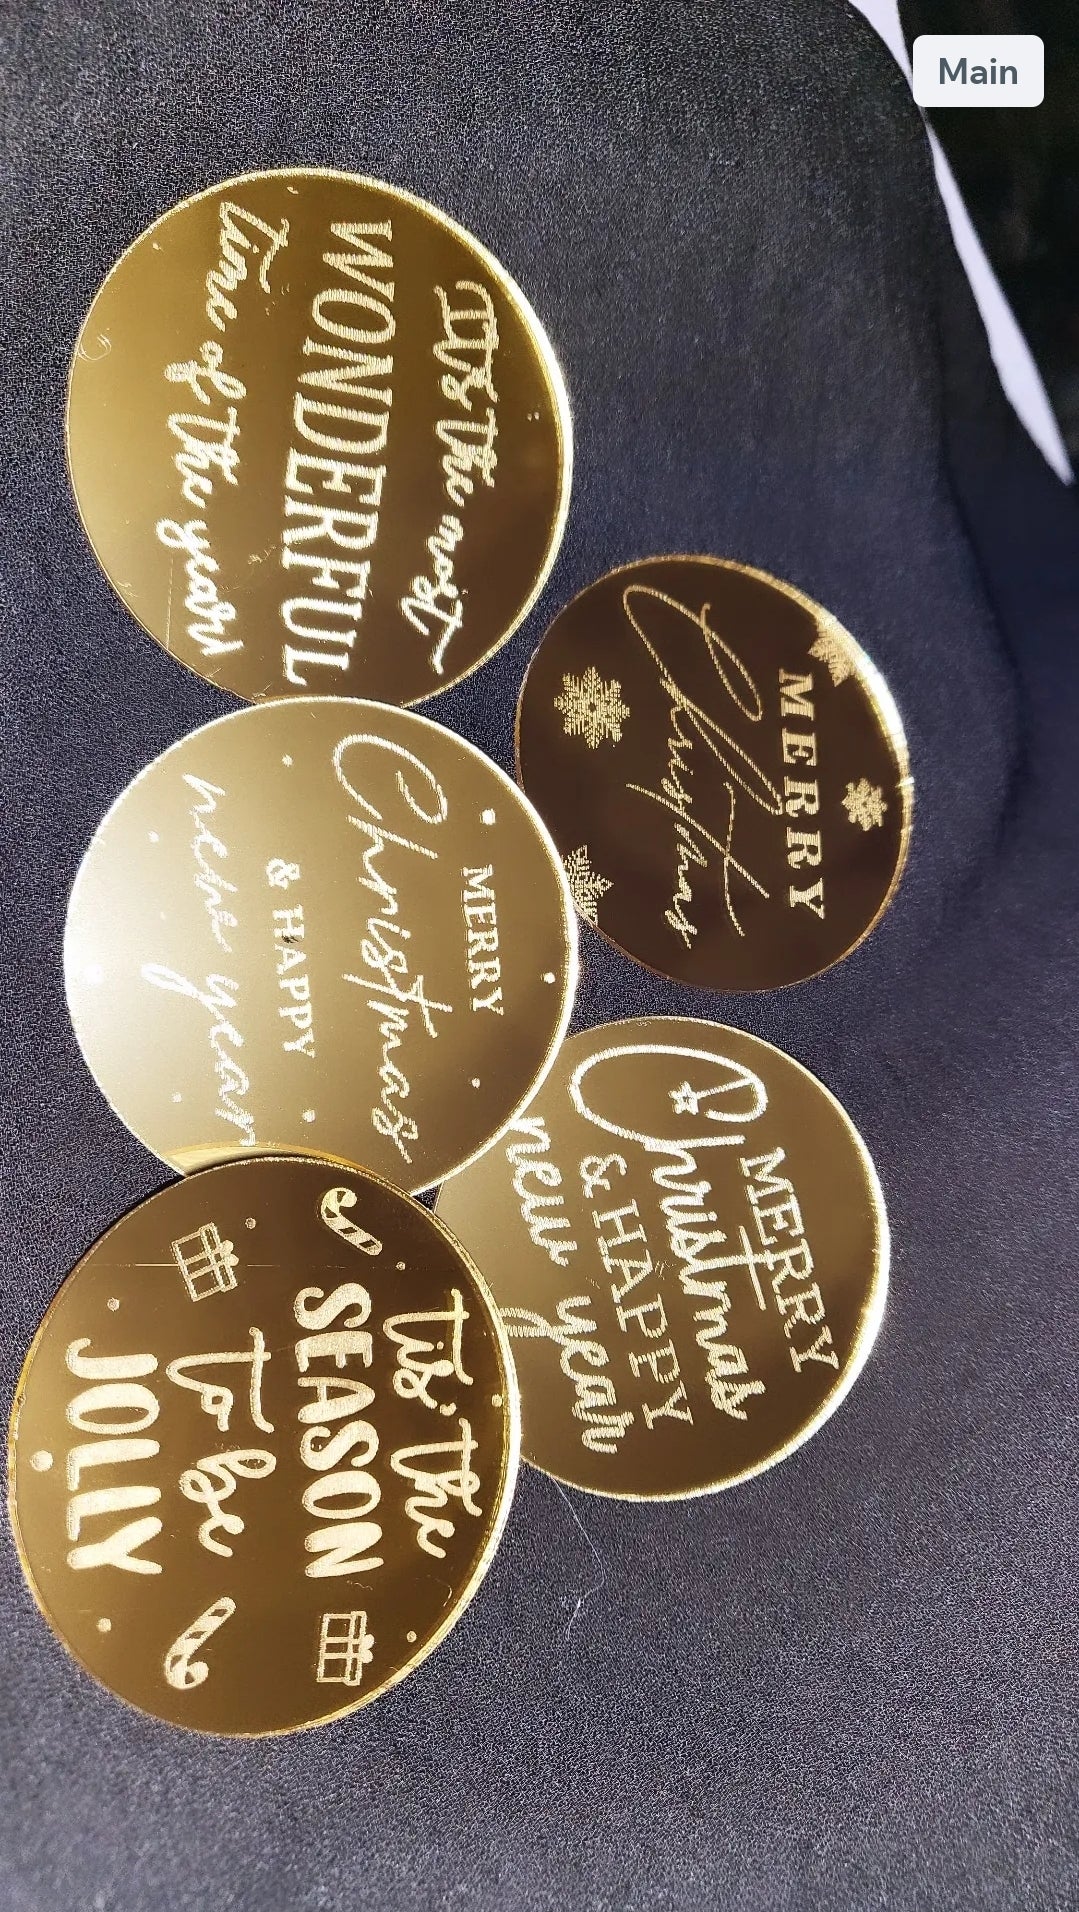 Main
It's the most
WONDERFUL
time of the year
MERRY
Christmas
MERRY
Christmas
& HAPPY
new year
MERRY
Christmas
& HAPPY
new year
tis' the
SEASON
to be
JOLLY